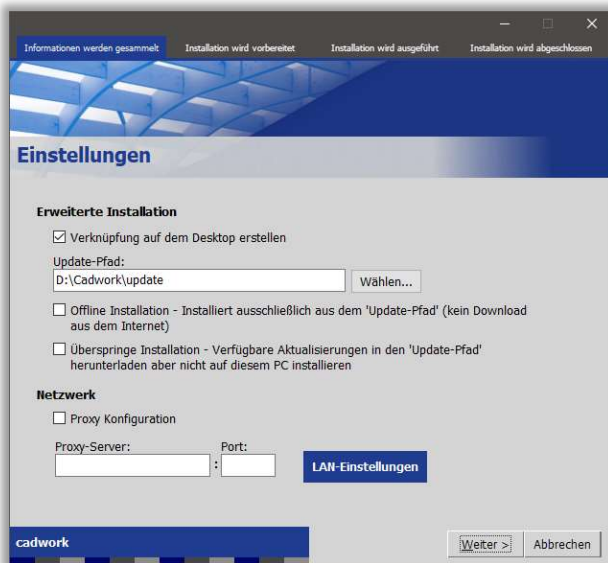 Informationen werden gesammelt Installation wird vorbereitet Installation wird ausgeführt Installation wird abgeschlossen
Einstellungen
Erweiterte Installation
Verknüpfung auf dem Desktop erstellen
Update-Pfad:
D:\Cadwork\update Wählen...
Offline Installation - Installiert ausschließlich aus dem 'Update-Pfad' (kein Download
aus dem Internet)
Überspringe Installation - Verfügbare Aktualisierungen in den 'Update-Pfad'
herunterladen aber nicht auf diesem PC installieren
Netzwerk
Proxy Konfiguration
Proxy-Server: Port:
: LAN-Einstellungen
cadwork Weiter > Abbrechen